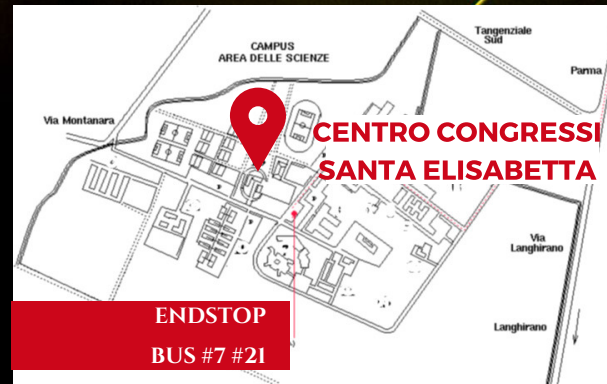 CAMPUS
AREA DELLE SCIENZE
Tangenziale
Sud
Parma
Via Montanara
CENTRO CONGRESSI
SANTA ELISABETTA
Via
Langhirano
Langhirano
ENDSTOP
BUS #7 #21